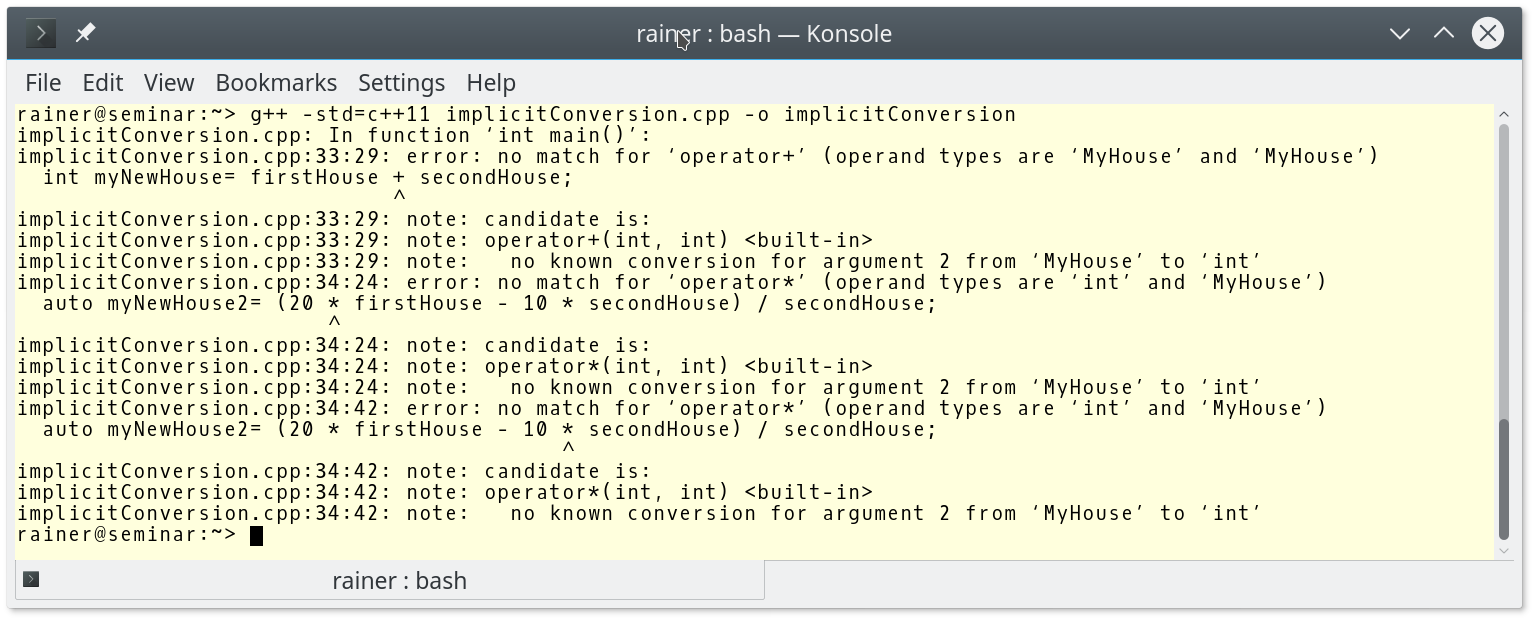 rainer : bash — Konsole
File Edit View Bookmarks Settings Help
rainer@seminar:~> g++ -std=c++11 implicitConversion.cpp -o implicitConversion
implicitConversion.cpp: In function ‘int main()’:
implicitConversion.cpp:33:29: error: no match for ‘operator+’ (operand types are ‘MyHouse’ and ‘MyHouse’)
  int myNewHouse= firstHouse + secondHouse;
                             ^
implicitConversion.cpp:33:29: note: candidate is:
implicitConversion.cpp:33:29: note: operator+(int, int) <built-in>
implicitConversion.cpp:33:29: note:   no known conversion for argument 2 from ‘MyHouse’ to ‘int’
implicitConversion.cpp:34:24: error: no match for ‘operator*’ (operand types are ‘int’ and ‘MyHouse’)
  auto myNewHouse2= (20 * firstHouse - 10 * secondHouse) / secondHouse;
                        ^
implicitConversion.cpp:34:24: note: candidate is:
implicitConversion.cpp:34:24: note: operator*(int, int) <built-in>
implicitConversion.cpp:34:24: note:   no known conversion for argument 2 from ‘MyHouse’ to ‘int’
implicitConversion.cpp:34:42: error: no match for ‘operator*’ (operand types are ‘int’ and ‘MyHouse’)
  auto myNewHouse2= (20 * firstHouse - 10 * secondHouse) / secondHouse;
                                          ^
implicitConversion.cpp:34:42: note: candidate is:
implicitConversion.cpp:34:42: note: operator*(int, int) <built-in>
implicitConversion.cpp:34:42: note:   no known conversion for argument 2 from ‘MyHouse’ to ‘int’
rainer@seminar:~>
rainer : bash